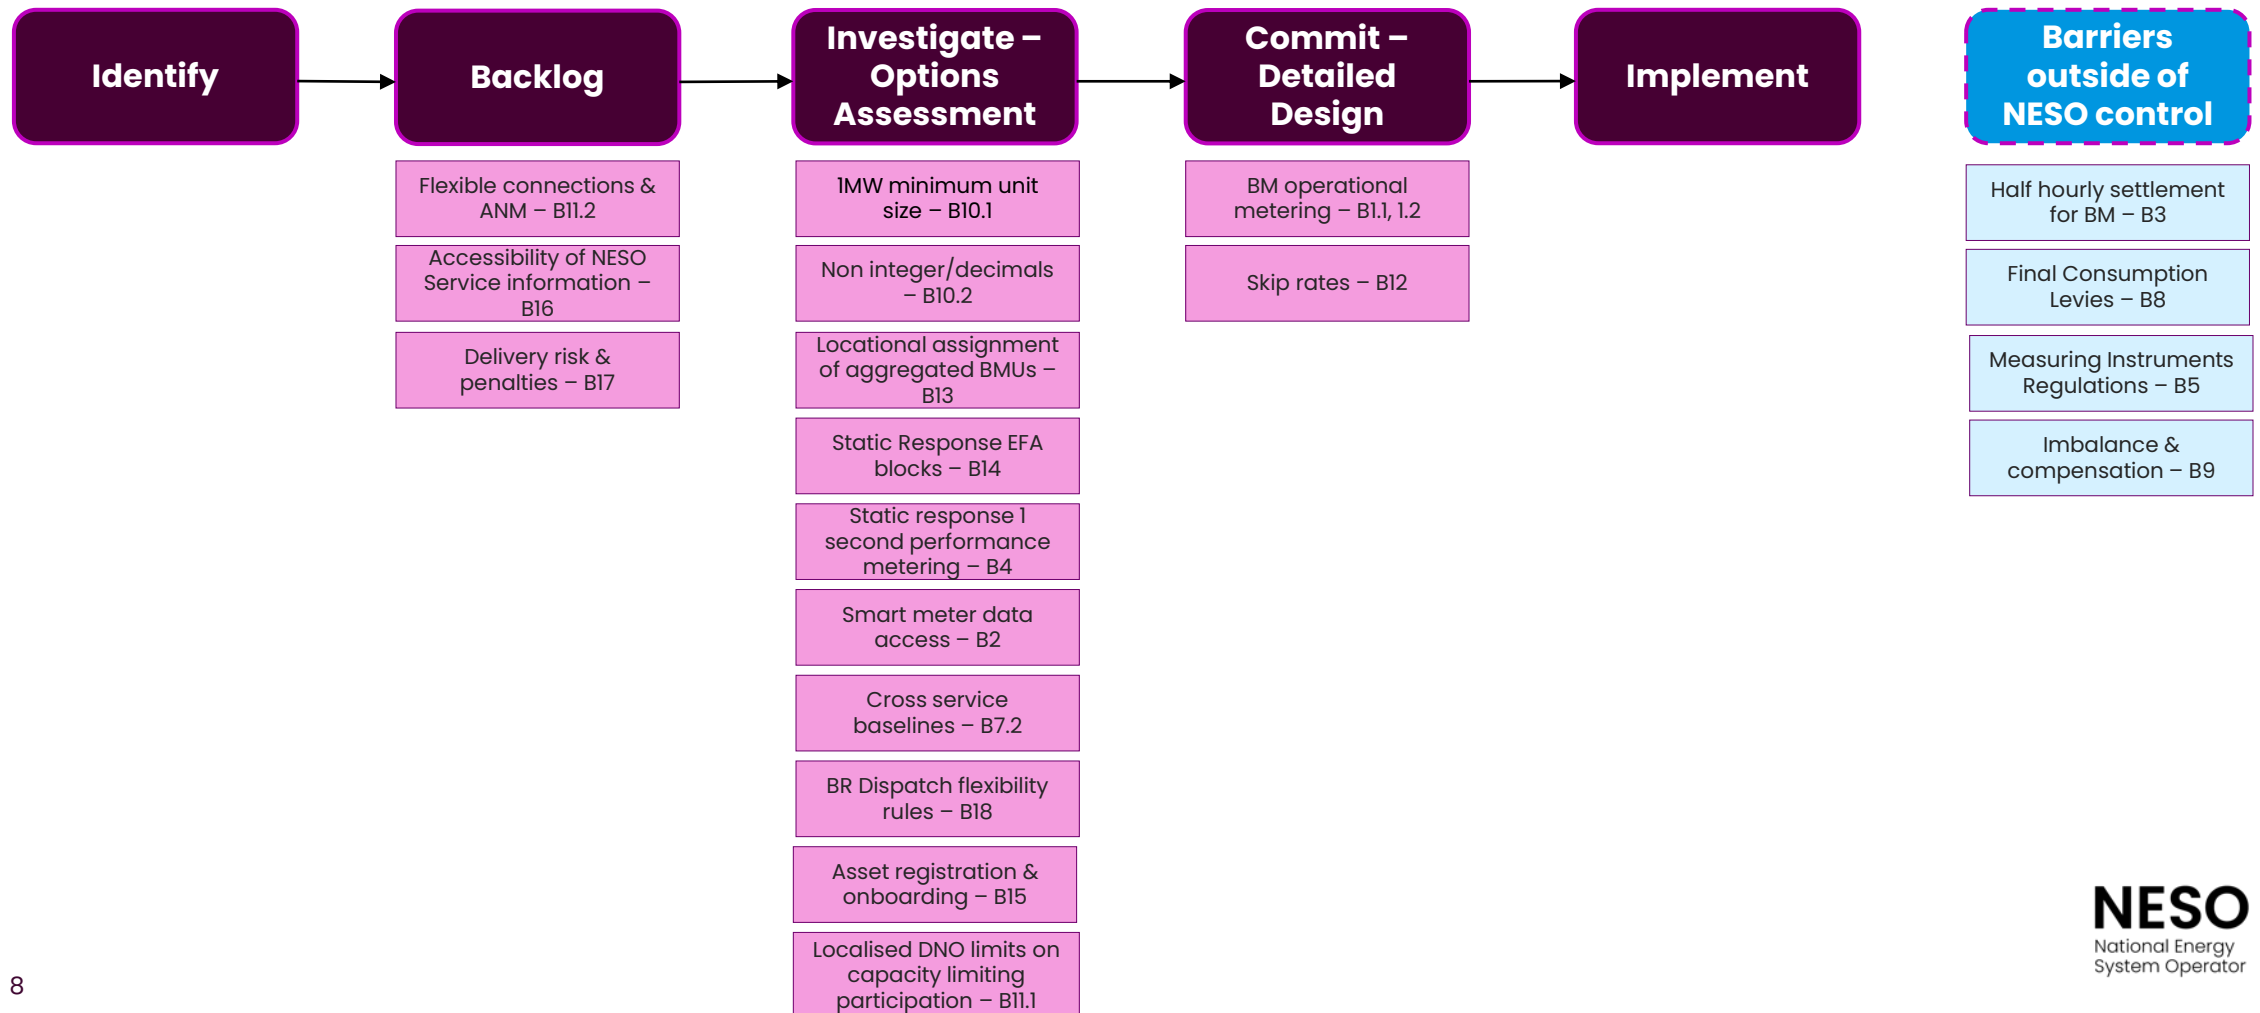 Identify
Backlog
Investigate –
Options
Assessment
Commit –
Detailed
Design
Implement
Barriers
outside of
NESO control
Flexible connections &
ANM – B11.2
Accessibility of NESO
Service information –
B16
Delivery risk &
penalties – B17
1MW minimum unit
size – B10.1
Non integer/decimals
– B10.2
Locational assignment
of aggregated BMUs –
B13
Static Response EFA
blocks – B14
Static response 1
second performance
metering – B4
Smart meter data
access – B2
Cross service
baselines – B7.2
BR Dispatch flexibility
rules – B18
Asset registration &
onboarding – B15
Localised DNO limits on
capacity limiting
participation – B11.1
BM operational
metering – B1.1, 1.2
Skip rates – B12
Half hourly settlement
for BM – B3
Final Consumption
Levies – B8
Measuring Instruments
Regulations – B5
Imbalance &
compensation – B9
NESO
National Energy
System Operator
8